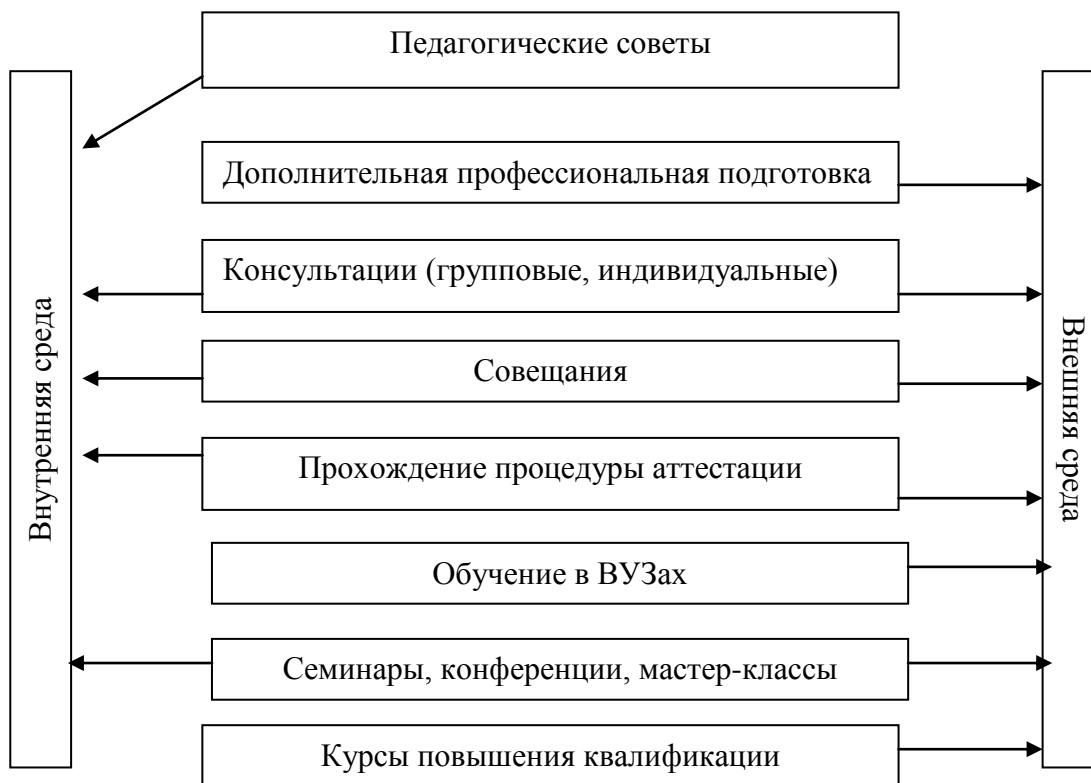 Педагогические советы
Дополнительная профессиональная подготовка
Консультации (групповые, индивидуальные)
Совещания
Прохождение процедуры аттестации
Обучение в ВУЗах
Семинары, конференции, мастер-классы
Курсы повышения квалификации
Внутренняя среда
Внешняя среда